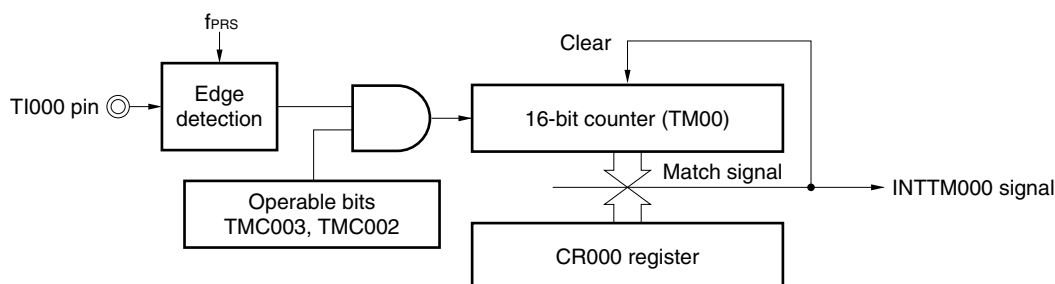 fPRS
Clear
TI000 pin
Edge
detection
16-bit counter (TM00)
Match signal
INTTM000 signal
Operable bits
TMC003, TMC002
CR000 register